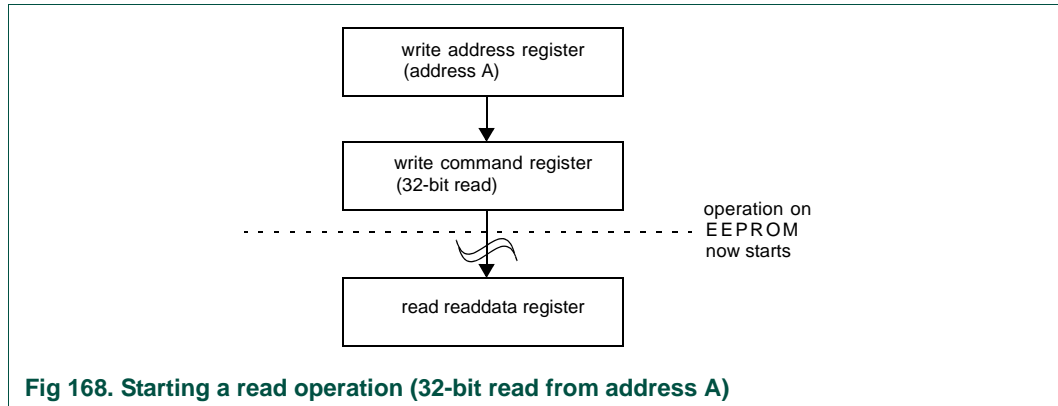 write address register
(address A)
write command register
(32-bit read)
operation on
EEPROM
now starts
read readdata register
Fig 168. Starting a read operation (32-bit read from address A)